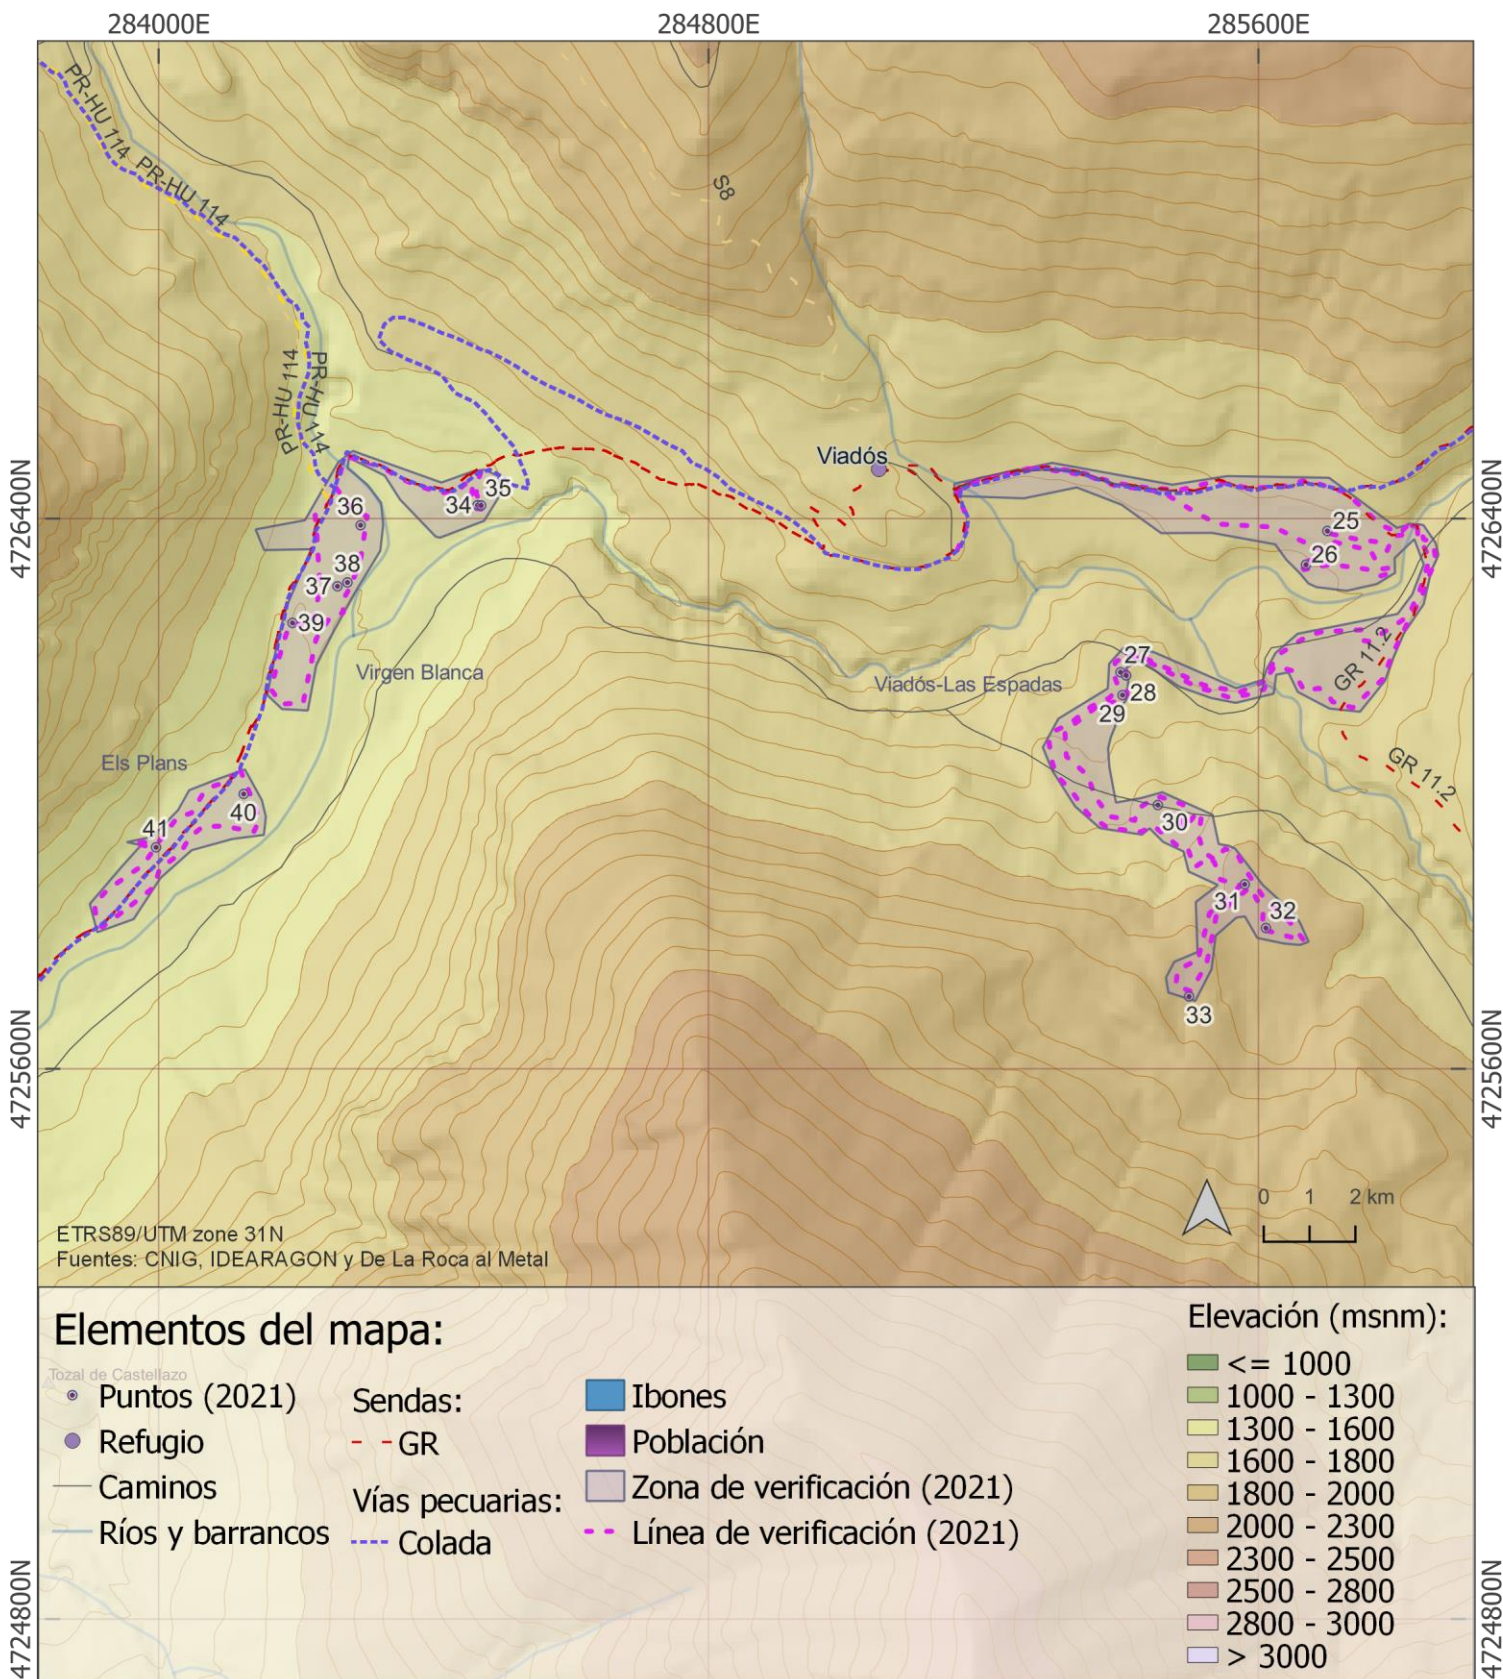 284000E
284800E
285600E
PR-HU 114
PR-HU 114
S8
PR-HU 114
PR-HU 114
Viadós
4726400N
4726400N
36
34
35
25
38
26
37
39
27
GR 11.2
Virgen Blanca
Viadós-Las Espadas
28
29
Els Plans
GR 11.2
40
30
41
31
32
33
4725600N
4725600N
0 1 2 km
ETRS89/UTM zone 31N
Fuentes: CNIG, IDEARAGON y De La Roca al Metal
Elementos del mapa:
Tozal de Castellazo
Puntos (2021)
Refugio
Caminos
Ríos y barrancos
Sendas:
GR
Vías pecuarias:
Colada
Ibones
Población
Zona de verificación (2021)
Línea de verificación (2021)
Elevación (msnm):
<= 1000
1000 - 1300
1300 - 1600
1600 - 1800
1800 - 2000
2000 - 2300
2300 - 2500
2500 - 2800
2800 - 3000
> 3000
4724800N
4724800N